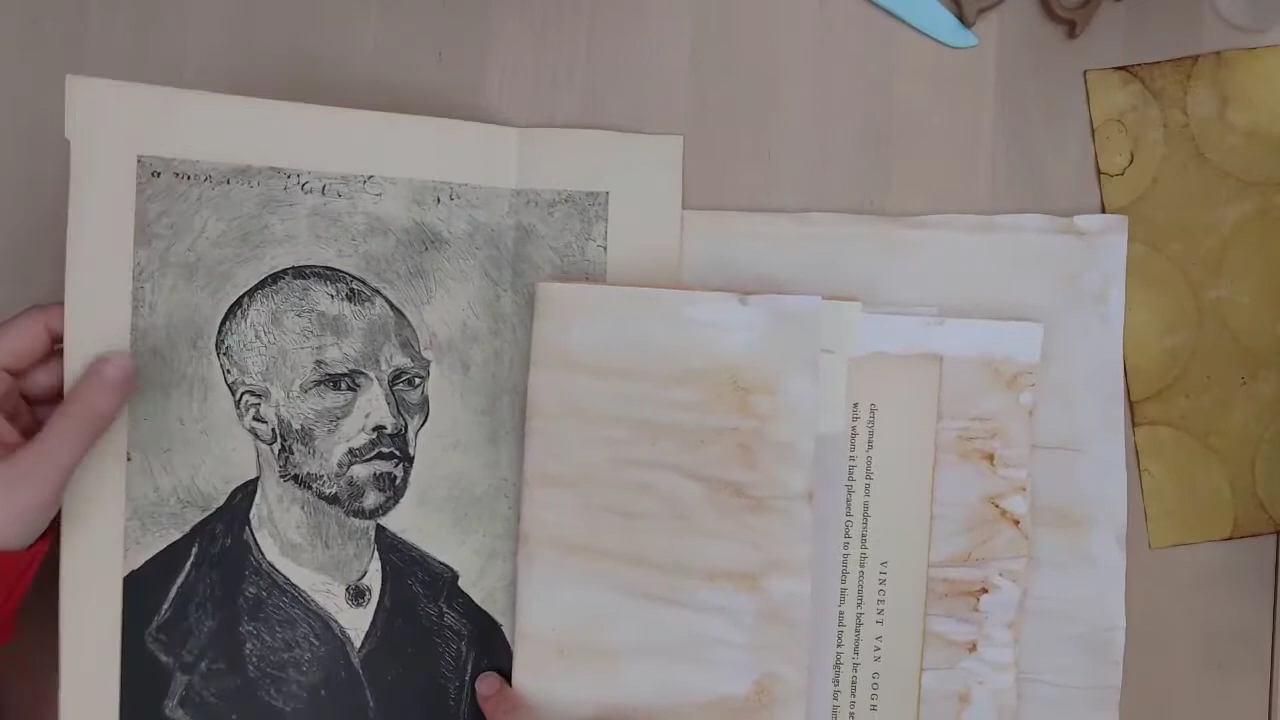 VINCENT VAN GOGH
clergyman, could not understand this eccentric behaviour; he came to se
with whom it had pleased God to burden him, and took lodgings for him